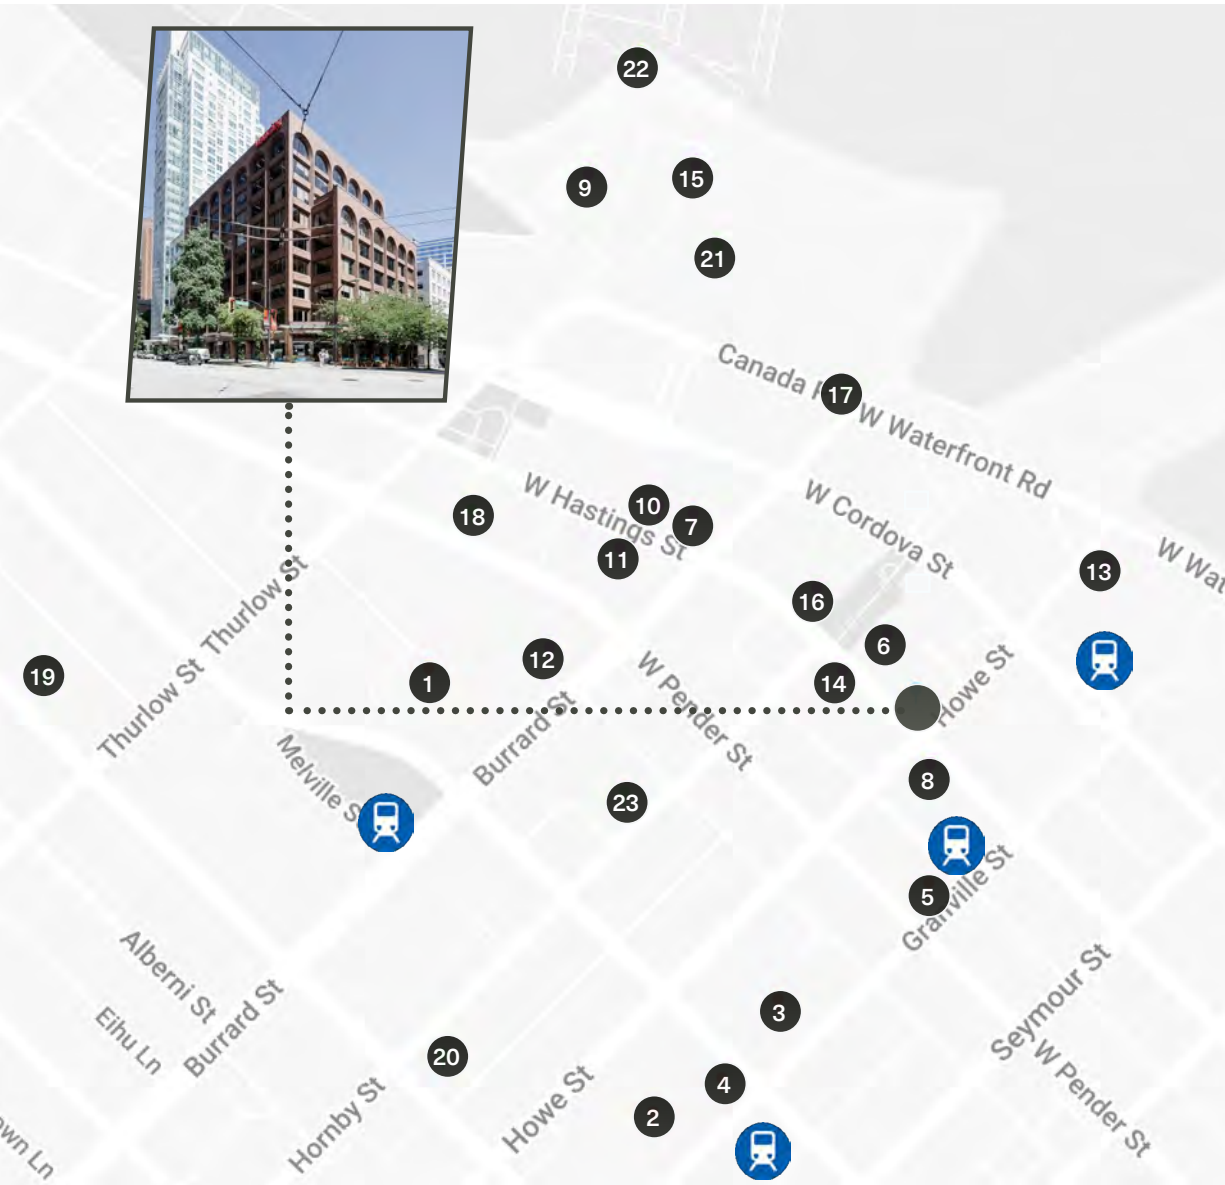 22
15
9
21
Canada
17
W Waterfront Rd
W Hastings St
10
7
18
11
W Cordova St
W
13
16
6
Thurlow St
12
19
1
14
W Pender St
Howe St
Thurlow St
Burrard St
Melville
8
23
5
Granville St
Alberni St
Eihu Ln
Burrard St
20
3
Seymour St
4
2
W Pender St
Hornby St
Howe St
Ln